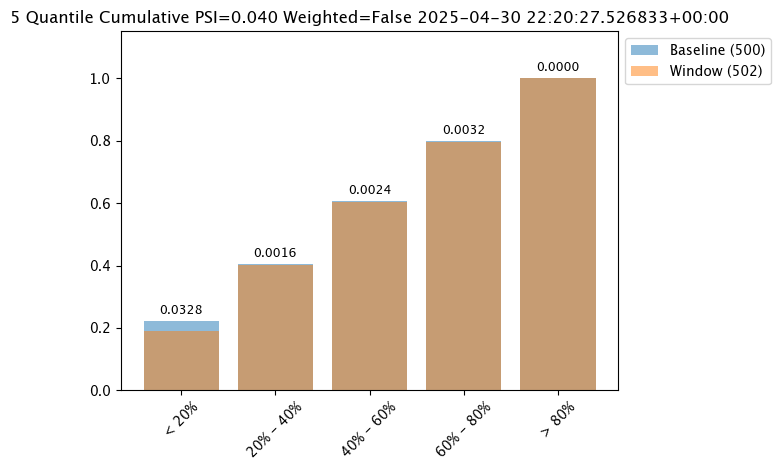 5 Quantile Cumulative PSI=0.040 Weighted=False 2025-04-30 22:20:27.526833+00:00
Baseline (500)
Window (502)
1.0
0.8
0.6
0.4
0.2
0.0
0.0328
0.0016
0.0024
0.0032
0.0000
< 20%
20% - 40%
40% - 60%
60% - 80%
> 80%